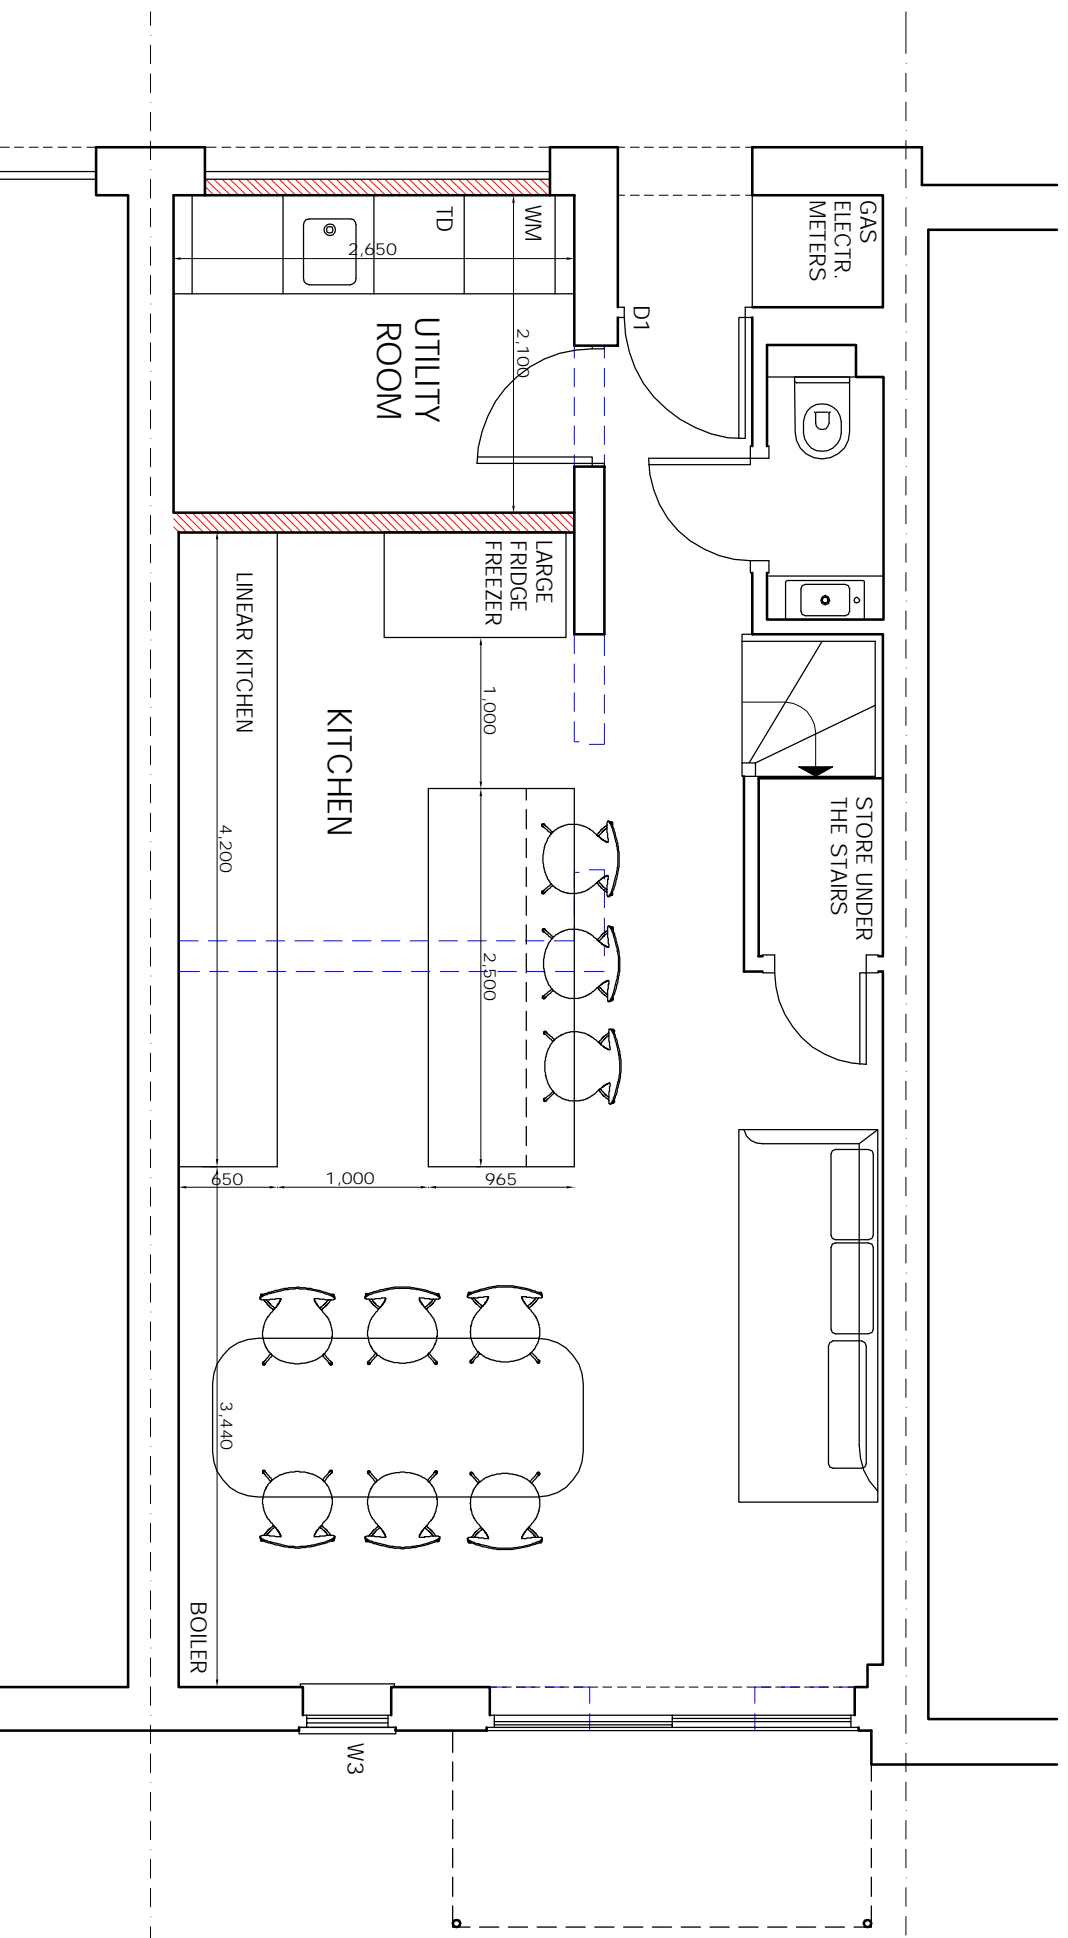 GAS
ELECTR.
METERS
WM
TD
2,650
D1
UTILITY
ROOM
2,100
LARGE
FRIDGE
FREEZER
LINEAR KITCHEN
KITCHEN
1,000
STORE UNDER
THE STAIRS
4,200
2,500
650
1,000
965
3,440
BOILER
W3